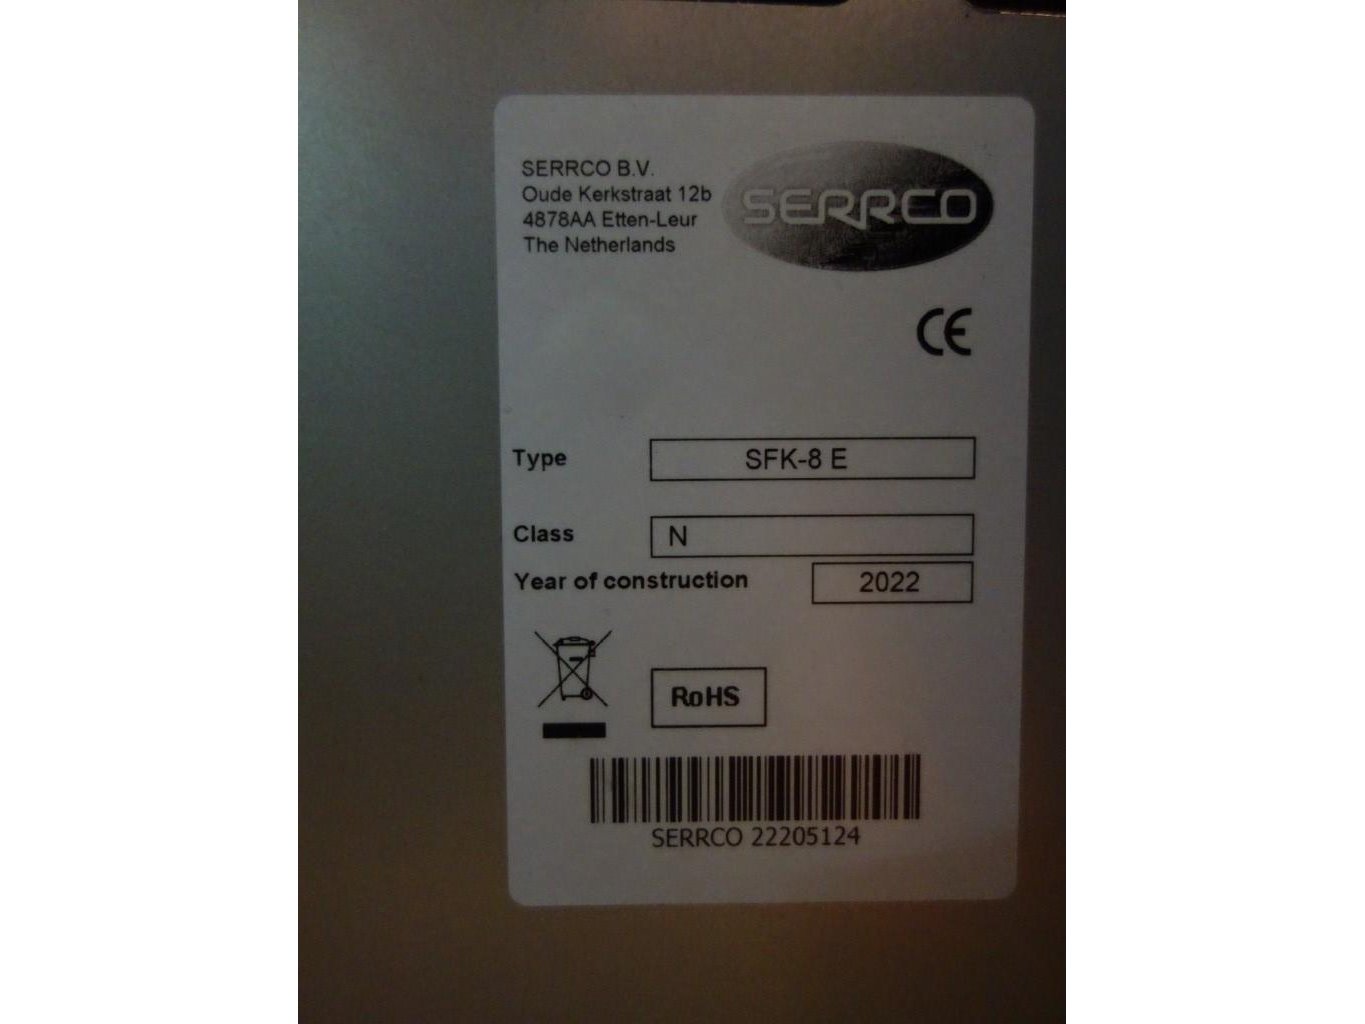 SERRCO B.V.
Oude Kerkstraat 12b
4878AA Etten-Leur
The Netherlands
SERRCO
CE
Type SFK-8 E
Class N
Year of construction 2022
RoHS
SERRCO 22205124